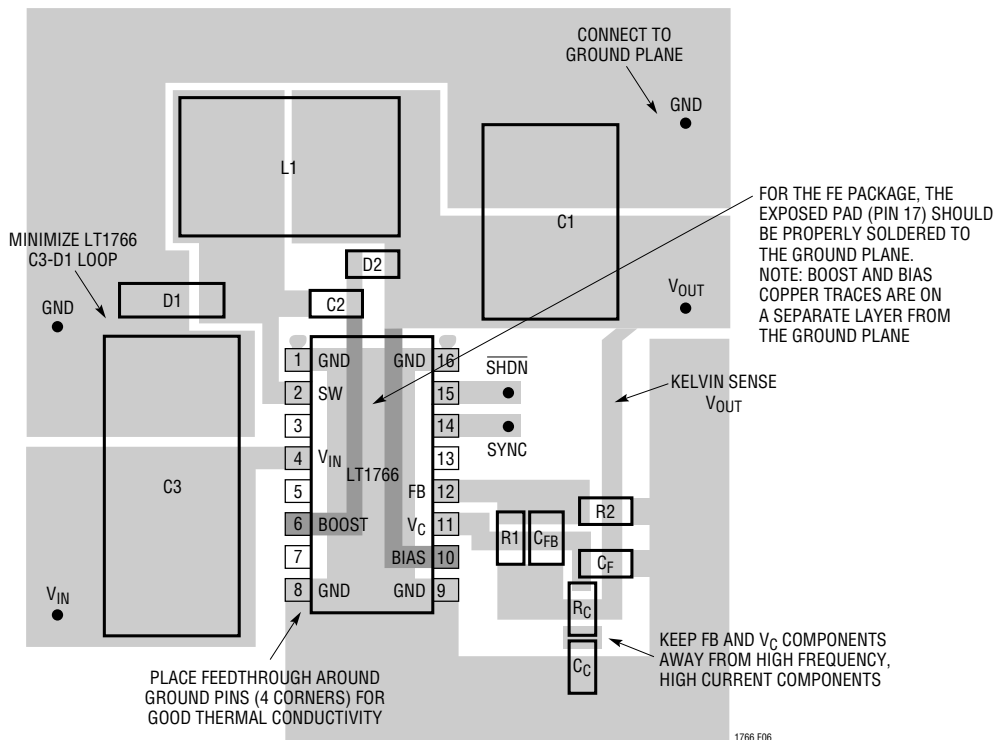 CONNECT TO
GROUND PLANE
GND
L1
C1
FOR THE FE PACKAGE, THE
EXPOSED PAD (PIN 17) SHOULD
BE PROPERLY SOLDERED TO
THE GROUND PLANE.
NOTE: BOOST AND BIAS
COPPER TRACES ARE ON
A SEPARATE LAYER FROM
THE GROUND PLANE
MINIMIZE LT1766
C3-D1 LOOP
GND
D1
D2
C2
VOUT
KELVIN SENSE
VOUT
C3
VIN
LT1766
1 GND
2 SW
3
4 VIN
5
6 BOOST
7
8 GND
GND 16
15
14
13
FB 12
VC 11
BIAS 10
GND 9
SHDN
SYNC
R1
CFB
R2
CF
RC
CC
KEEP FB AND VC COMPONENTS
AWAY FROM HIGH FREQUENCY,
HIGH CURRENT COMPONENTS
PLACE FEEDTHROUGH AROUND
GROUND PINS (4 CORNERS) FOR
GOOD THERMAL CONDUCTIVITY
1766 F06